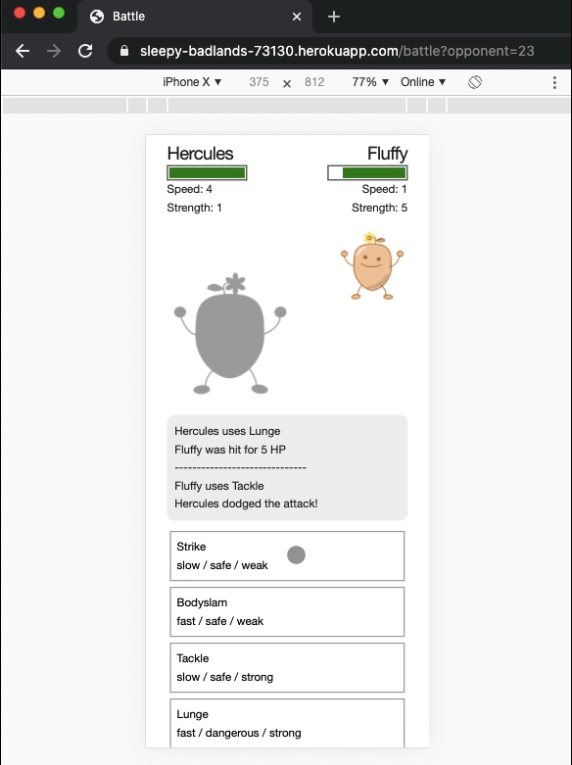 Battle
sleepy-badlands-73130.herokuapp.com/battle?opponent=23
iPhone X ▼ 375 x 812 77% ▼ Online ▼
Hercules Fluffy
Speed: 4 Speed: 1
Strength: 1 Strength: 5
Hercules uses Lunge
Fluffy was hit for 5 HP
------------------------------
Fluffy uses Tackle
Hercules dodged the attack!
Strike
slow / safe / weak
Bodyslam
fast / safe / weak
Tackle
slow / safe / strong
Lunge
fast / dangerous / strong